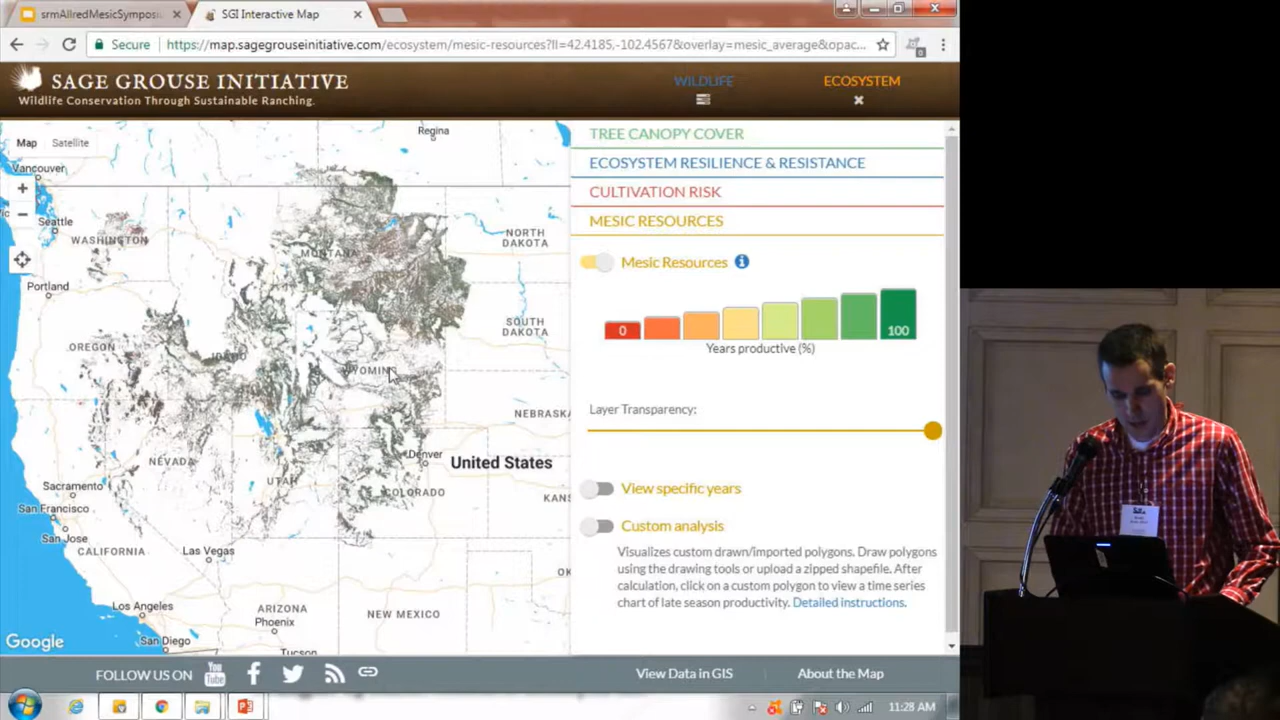 srmAllredMesicSympos
SGI Interactive Map
Secure
https://map.sagegrouseinitiative.com/ecosystem/mesic-resources?ll=42.4185,-102.4567&overlay=mesic_average&opac...
SAGE GROUSE INITIATIVE
Wildlife Conservation Through Sustainable Ranching.
WILDLIFE
ECOSYSTEM
Map
Satellite
Regina
Vancouver
Seattle
WASHINGTON
NORTH
DAKOTA
MONTANA
Portland
SOUTH
DAKOTA
OREGON
IDAHO
WYOMING
NEBRASKA
NEVADA
Denver
United States
UTAH
Sacramento
COLORADO
KANS
San Francisco
San Jose
CALIFORNIA
Las Vegas
OK
Los Angeles
ARIZONA
NEW MEXICO
Phoenix
San Diego
Tucson
Google
TREE CANOPY COVER
ECOSYSTEM RESILIENCE & RESISTANCE
CULTIVATION RISK
MESIC RESOURCES
Mesic Resources
0
100
Years productive (%)
Layer Transparency:
View specific years
Custom analysis
Visualizes custom drawn/imported polygons. Draw polygons
using the drawing tools or upload a zipped shapefile. After
calculation, click on a custom polygon to view a time series
chart of late season productivity. Detailed instructions.
FOLLOW US ON
You
Tube
View Data in GIS
About the Map
11:28 AM